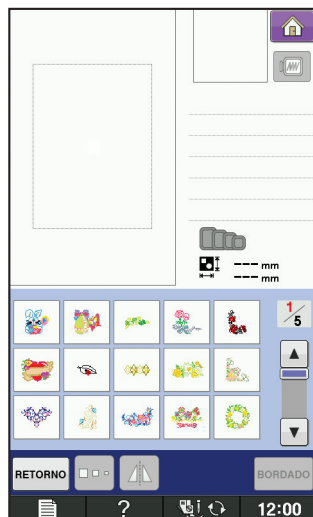 --- mm
--- mm
1/5
RETORNO
BORDADO
?
12:00